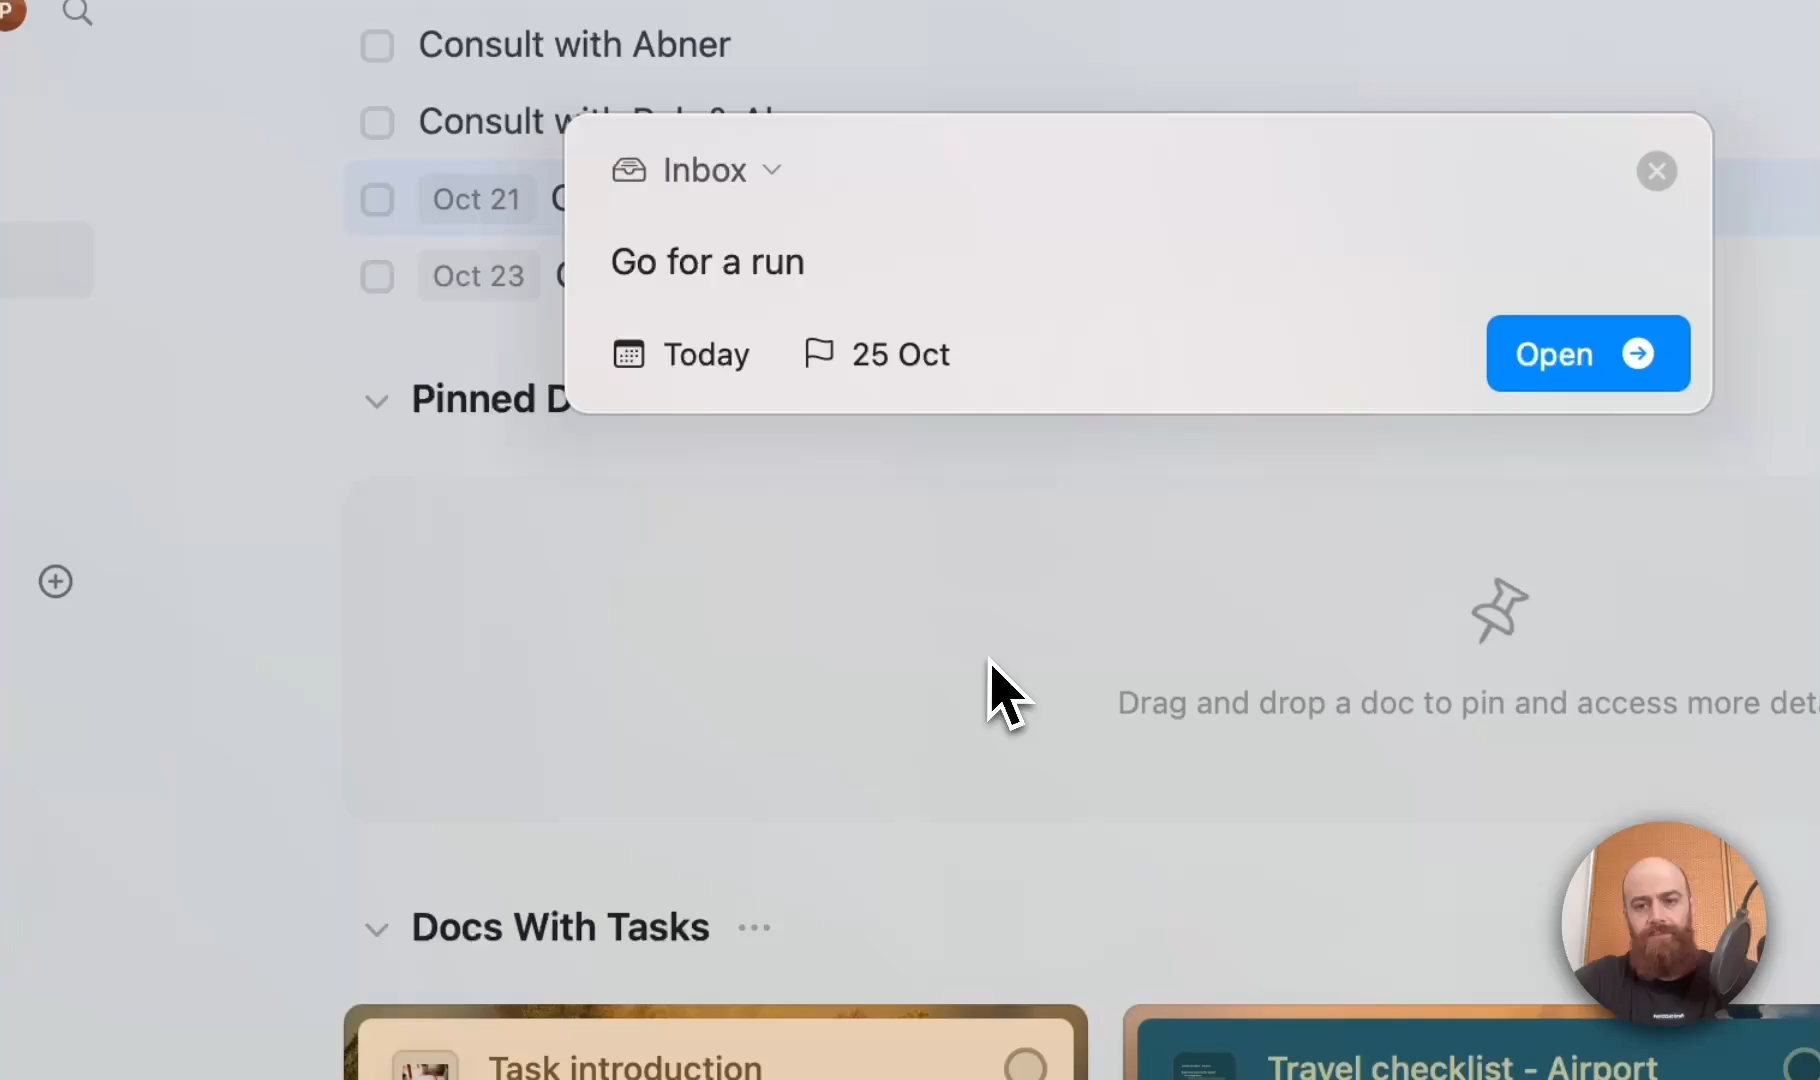 P
Consult with Abner
Consult
Inbox
Oct 21
Go for a run
Oct 23
Today
25 Oct
Open
Pinned D
Drag and drop a doc to pin and access more
Docs With Tasks
Task introduction
Travel checklist - Airport